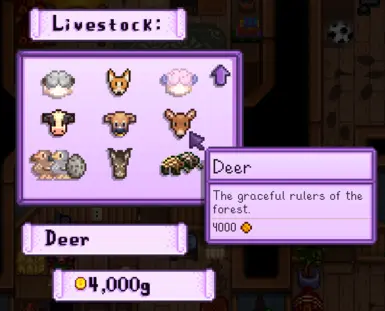 Livestock:
Deer
The graceful rulers of the
forest.
4000
Deer
4,000g